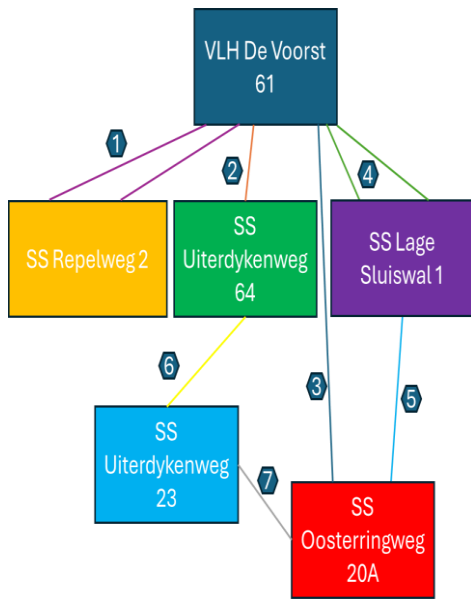 VLH De Voorst
61
1
2
4
SS Repelweg 2
SS
Uiterdykenweg
64
SS Lage
Sluiswal 1
6
3
5
SS
Uiterdykenweg
23
7
SS
Oosterringweg
20A